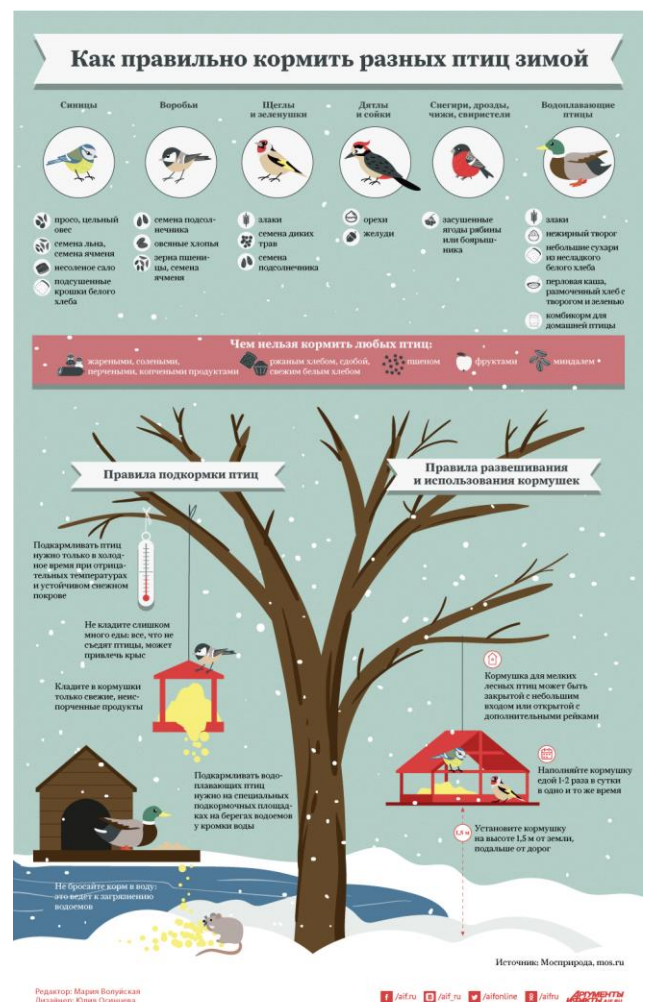 Как правильно кормить разных птиц зимой
Синицы
просо, цельный
овес
семена льна,
семена ячменя
несоленое сало
подсушенные
крошки белого
хлеба
Воробьи
семена подсол-
нечника
овсяные хлопья
зерна пшени-
цы, семена
ячменя
Щеглы
и зеленушки
злаки
семена диких
трав
семена
подсолнечника
Дятлы
и сойки
орехи
желуди
Снегири, дрозды,
чижи, свиристели
засушенные
ягоды рябины
или боярыш-
ника
Водоплавающие
птицы
злаки
нежирный творог
небольшие сухари
из несладкого
белого хлеба
перловая каша,
размоченный хлеб с
творогом и зеленью
комбикорм для
домашней птицы
Чем нельзя кормить любых птиц:
жареными, солеными,
перчеными, копчеными продуктами
ржаным хлебом, сдобой,
свежим белым хлебом
пшеном
фруктами
миндалем
Правила подкормки птиц
Подкармливать птиц
нужно только в холод-
ное время при отрица-
тельных температурах
и устойчивом снежном
покрове
Не кладите слишком
много еды: все, что не
съедят птицы, может
привлечь крыс
Кладите в кормушки
только свежие, неис-
порченные продукты
Подкармливать водо-
плавающих птиц
нужно на специальных
подкормочных площад-
ках на берегах водоемов
у кромки воды
Не бросайте корм в воду:
это ведет к загрязнению
водоемов
Правила развешивания
и использования кормушек
Кормушка для мелких
лесных птиц может быть
закрытой с небольшим
входом или открытой с
дополнительными рейками
Наполняйте кормушку
едой 1-2 раза в сутки
в одно и то же время
1,5 м
Установите кормушку
на высоте 1,5 м от земли,
подальше от дорог
Источник: Мосприрода, mos.ru
Редактор: Мария Волуйская
Дизайнер: Юлия Осинцева
/aif.ru /aif_ru /aifonline /aifru АРГУМЕНТЫ
И ФАКТЫ AIF.RU